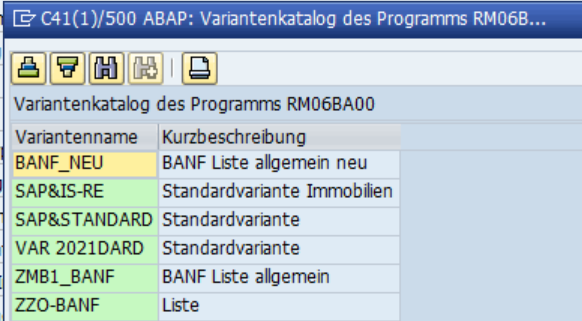 C41(1)/500 ABAP: Variantenkatalog des Programms RM06B...
Variantenkatalog des Programms RM06BA00
Variantenname Kurzbeschreibung
BANF_NEU BANF Liste allgemein neu
SAP&IS-RE Standardvariante Immobilien
SAP&STANDARD Standardvariante
VAR 2021DARD Standardvariante
ZMB1_BANF BANF Liste allgemein
ZZO-BANF Liste